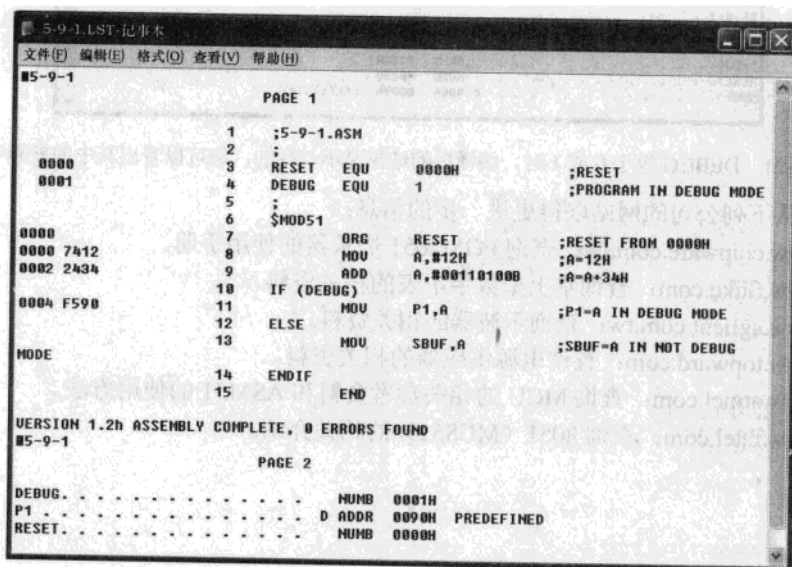 5-9-1.LST-记事本
文件(F) 编辑(E) 格式(O) 查看(V) 帮助(H)
■5-9-1
PAGE 1
1 ;5-9-1.ASM
2 ;
0000 3 RESET EQU 0000H ;RESET
0001 4 DEBUG EQU 1 ;PROGRAM IN DEBUG MODE
5 ;
6 $MOD51
0000 7 ORG RESET ;RESET FROM 0000H
0000 7412 8 MOV A,#12H ;A=12H
0002 2434 9 ADD A,#00110100B ;A=A+34H
10 IF (DEBUG)
0004 F590 11 MOV P1,A ;P1=A IN DEBUG MODE
12 ELSE
13 MOV SBUF,A ;SBUF=A IN NOT DEBUG
MODE
14 ENDIF
15 END
VERSION 1.2h ASSEMBLY COMPLETE, 0 ERRORS FOUND
■5-9-1
PAGE 2
DEBUG. . . . . . . . . . . . . . . NUMB 0001H
P1 . . . . . . . . . . . . . . . . D ADDR 0090H PREDEFINED
RESET. . . . . . . . . . . . . . . NUMB 0000H